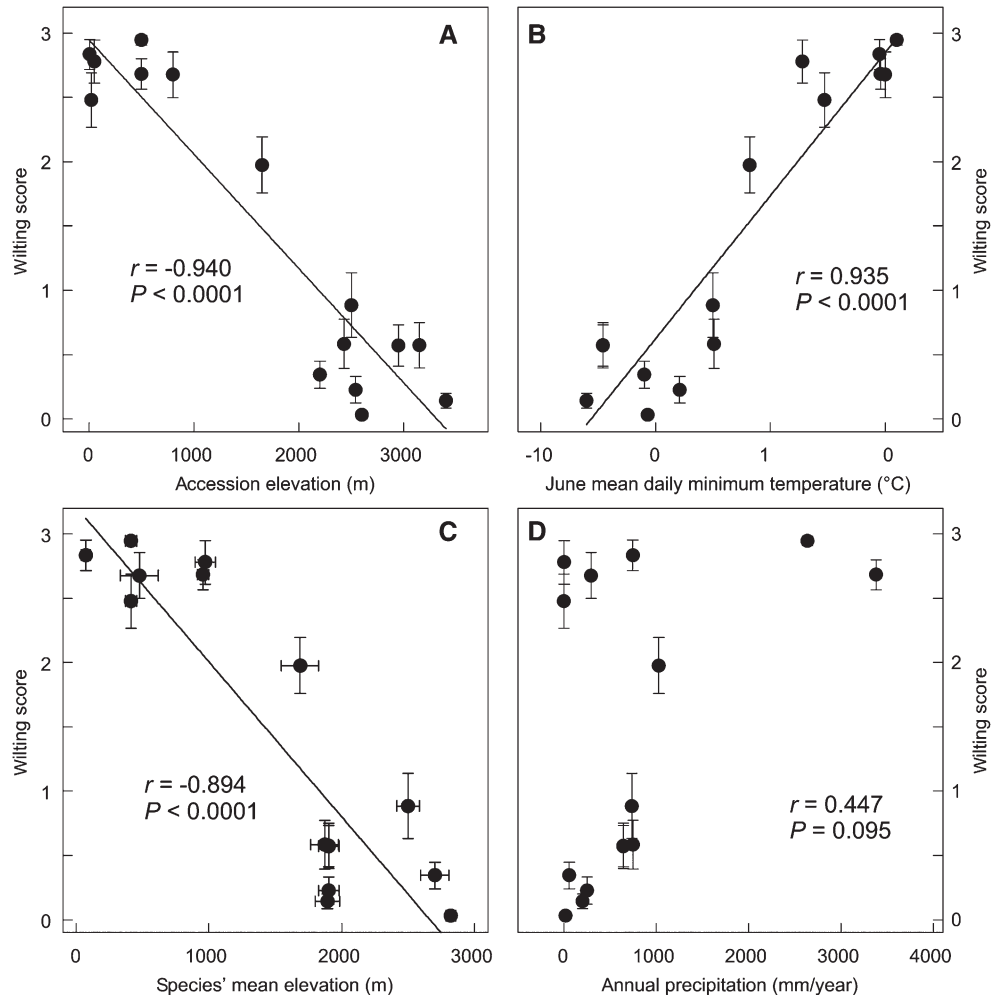 A
3
2
1
0
Wilting score
r = -0.940
P < 0.0001
0
1000
2000
3000
Accession elevation (m)
B
3
2
1
0
Wilting score
r = 0.935
P < 0.0001
-10
0
1
0
June mean daily minimum temperature (°C)
C
3
2
1
0
Wilting score
r = -0.894
P < 0.0001
0
1000
2000
3000
Species' mean elevation (m)
D
3
2
1
0
Wilting score
r = 0.447
P = 0.095
0
1000
2000
3000
4000
Annual precipitation (mm/year)